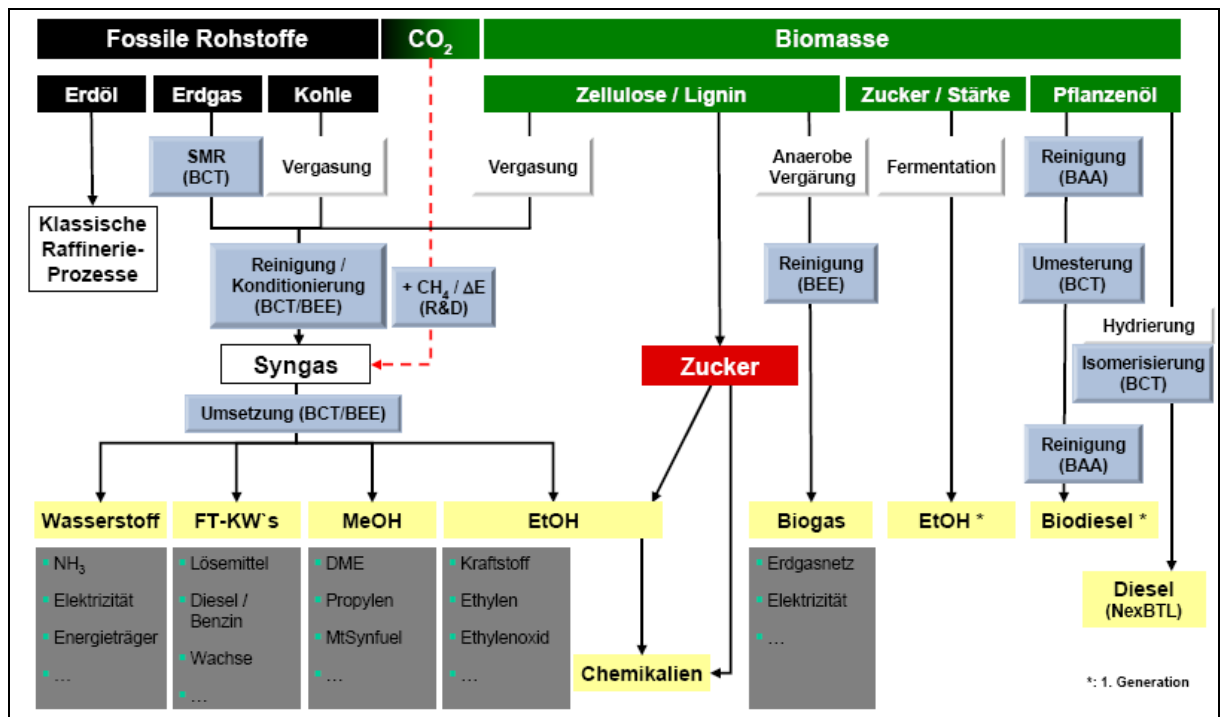 Fossile Rohstoffe
CO₂
Biomasse
Erdöl
Erdgas
Kohle
Zellulose / Lignin
Zucker / Stärke
Pflanzenöl
SMR
(BCT)
Vergasung
Vergasung
Anaerobe
Vergärung
Fermentation
Reinigung
(BAA)
Klassische
Raffinerie-
Prozesse
Reinigung /
Konditionierung
(BCT/BEE)
+ CH₄ / ΔE
(R&D)
Reinigung
(BEE)
Umesterung
(BCT)
Hydrierung
Isomerisierung
(BCT)
Syngas
Zucker
Umsetzung (BCT/BEE)
Reinigung
(BAA)
Wasserstoff
FT-KW`s
MeOH
EtOH
Biogas
EtOH *
Biodiesel *
NH₃
Elektrizität
Energieträger
…
Lösemittel
Diesel /
Benzin
Wachse
…
DME
Propylen
MtSynfuel
…
Kraftstoff
Ethylen
Ethylenoxid
…
Chemikalien
Erdgasnetz
Elektrizität
…
Diesel
(NexBTL)
*: 1. Generation